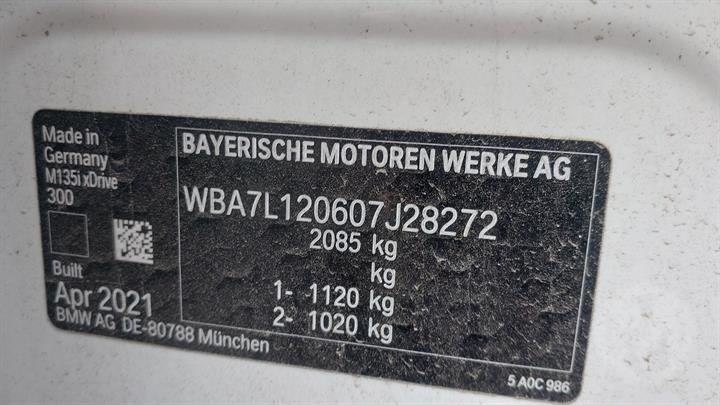 Made in
Germany
M135i xDrive
300
Built
Apr 2021
BMW AG DE-80788 München
BAYERISCHE MOTOREN WERKE AG
WBA7L120607J28272
2085 kg
kg
1- 1120 kg
2- 1020 kg
5 A0C 986